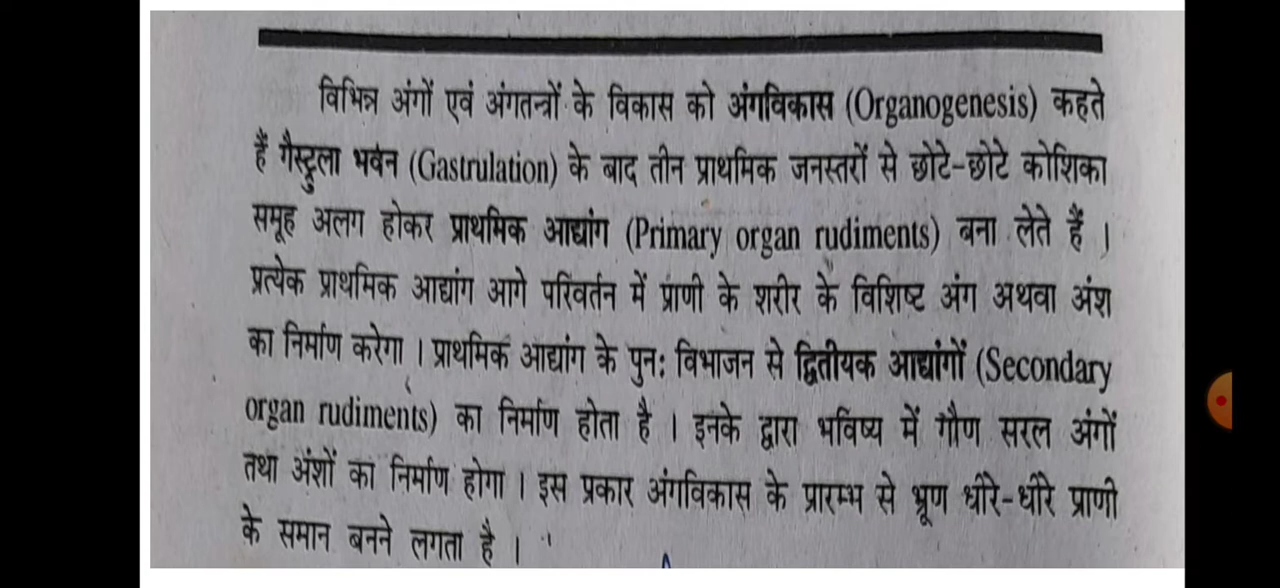 विभिन्न अंगों एवं अंगतन्त्रों के विकास को अंगविकास (Organogenesis) कहते
हैं गैस्ट्रुला भवन (Gastrulation) के बाद तीन प्राथमिक जनस्तरों से छोटे-छोटे कोशिका
समूह अलग होकर प्राथमिक आद्यांग (Primary organ rudiments) बना लेते हैं ।
प्रत्येक प्राथमिक आद्यांग आगे परिवर्तन में प्राणी के शरीर के विशिष्ट अंग अथवा अंश
का निर्माण करेगा । प्राथमिक आद्यांग के पुनः विभाजन से द्वितीयक आद्यांगों (Secondary
organ rudiments) का निर्माण होता है । इनके द्वारा भविष्य में गौण सरल अंगों
तथा अंशों का निर्माण होगा । इस प्रकार अंगविकास के प्रारम्भ से भ्रूण धीरे-धीरे प्राणी
के समान बनने लगता है ।